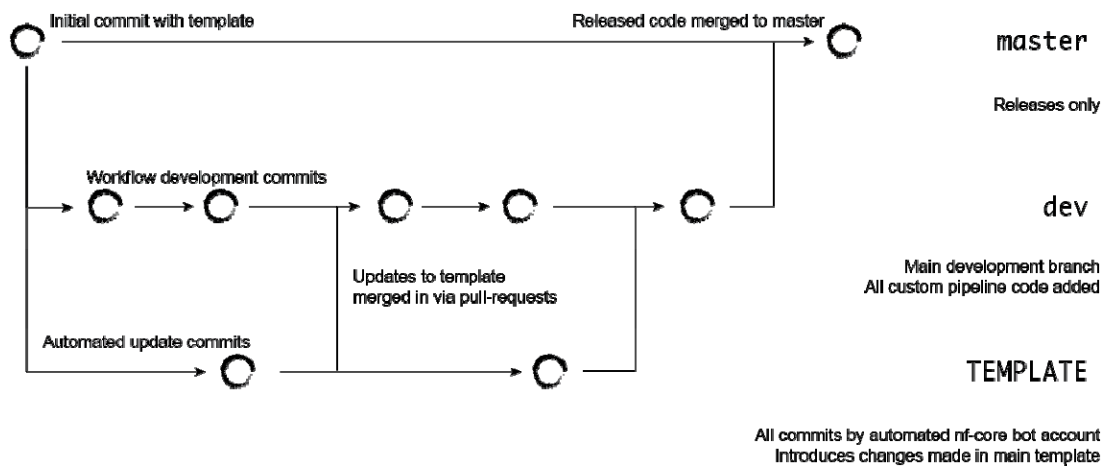 Initial commit with template
Released code merged to master
master
Releases only
Workflow development commits
dev
Main development branch
All custom pipeline code added
Updates to template
merged in via pull-requests
Automated update commits
TEMPLATE
All commits by automated nf-core bot account
Introduces changes made in main template